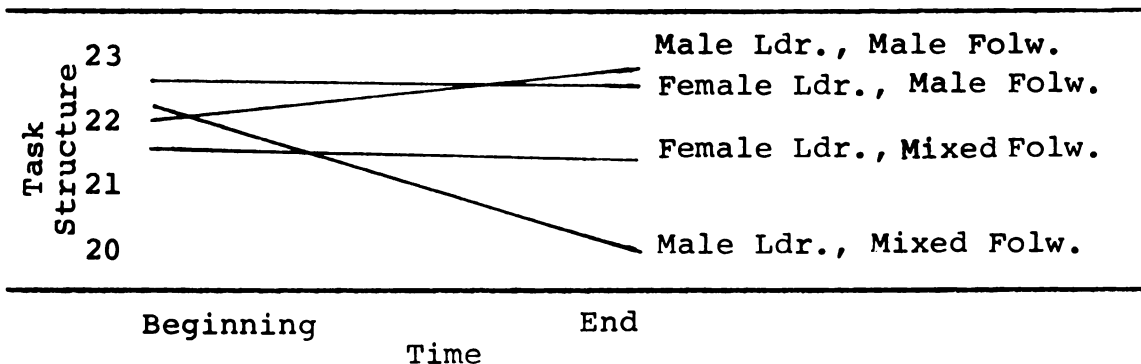 Task
Structure
23
22
21
20
Male Ldr., Male Folw.
Female Ldr., Male Folw.
Female Ldr., Mixed Folw.
Male Ldr., Mixed Folw.
Beginning End
Time